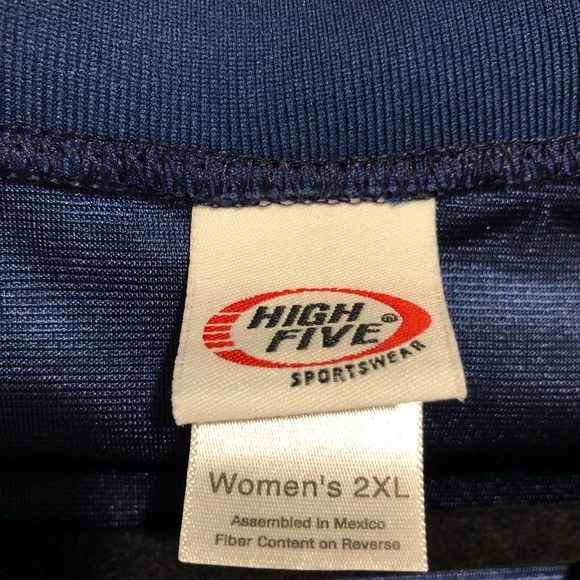 HIGH
FIVE®
SPORTSWEAR
Women's 2XL
Assembled in Mexico
Fiber Content on Reverse